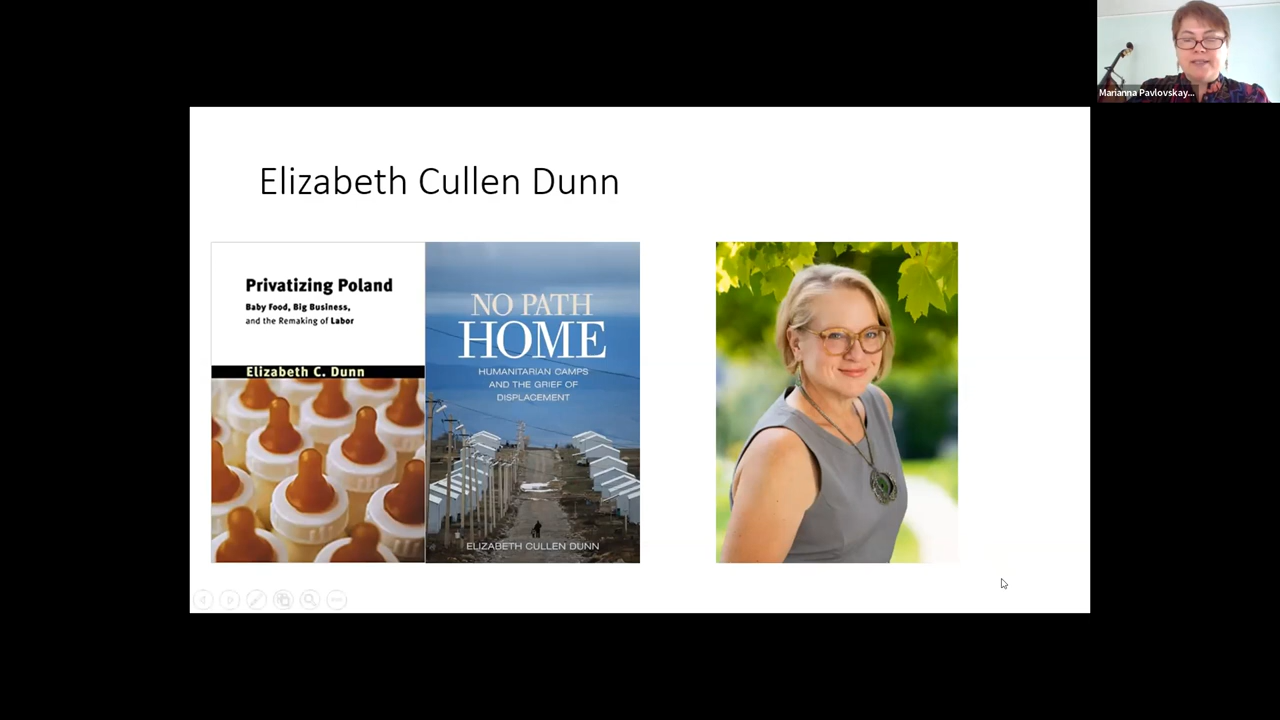 Marianna Pavlovskay...
Elizabeth Cullen Dunn
Privatizing Poland
Baby Food, Big Business,
and the Remaking of Labor
Elizabeth C. Dunn
NO PATH
HOME
HUMANITARIAN CAMPS
AND THE GRIEF OF
DISPLACEMENT
ELIZABETH CULLEN DUNN